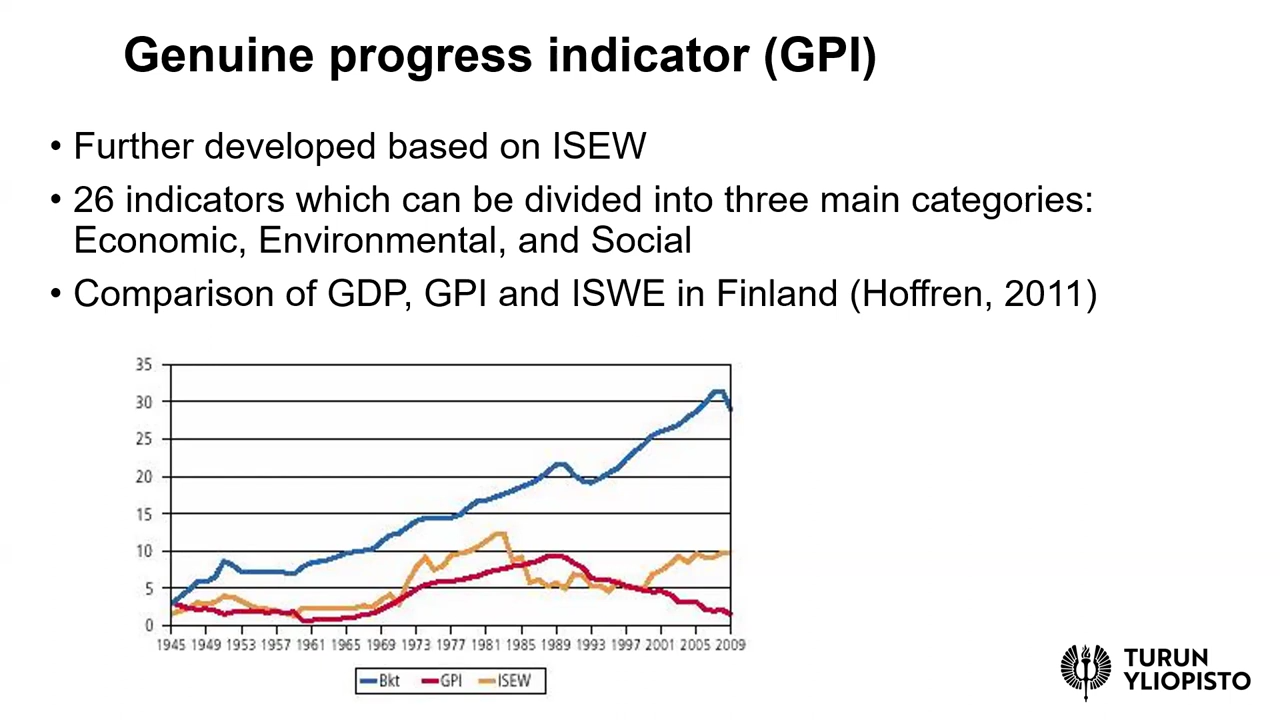 Genuine progress indicator (GPI)
• Further developed based on ISEW
• 26 indicators which can be divided into three main categories:
Economic, Environmental, and Social
• Comparison of GDP, GPI and ISWE in Finland (Hoffren, 2011)
35
30
25
20
15
10
5
0
1945 1949 1953 1957 1961 1965 1969 1973 1977 1981 1985 1989 1993 1997 2001 2005 2009
Bkt GPI ISEW
TURUN
YLIOPISTO